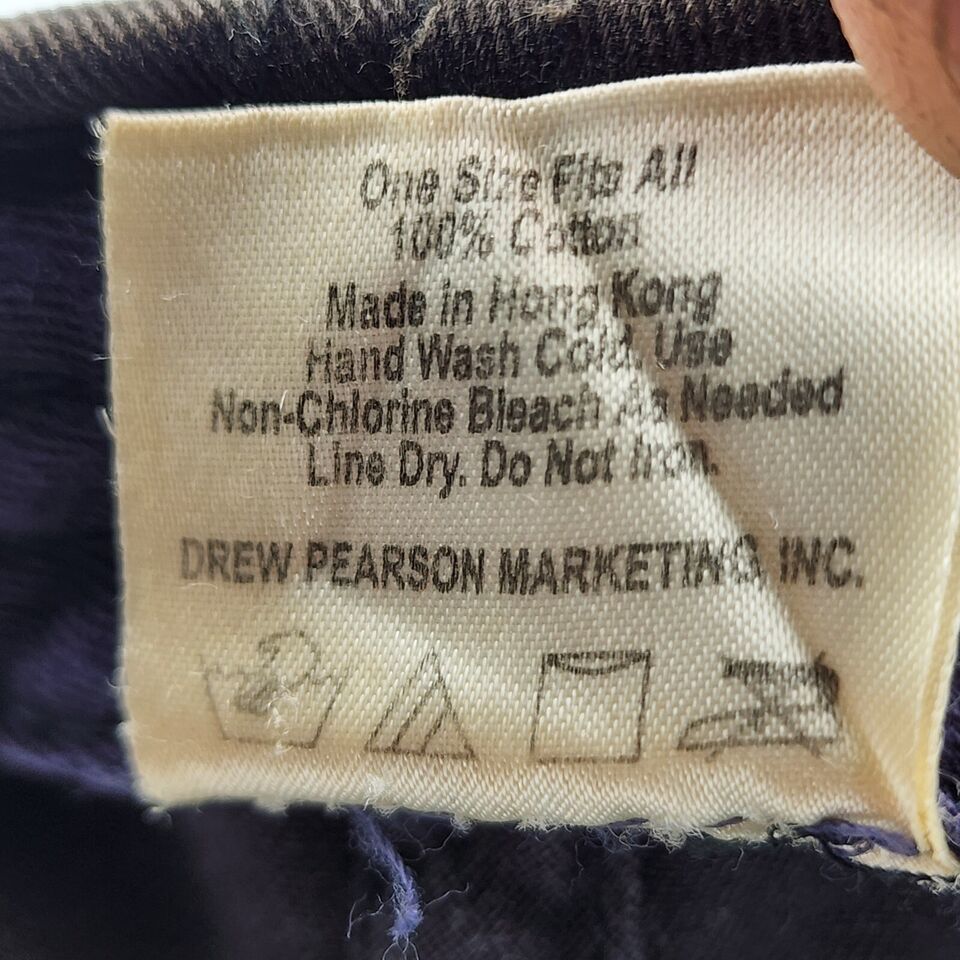 One Size Fits All
100% Cotton
Made in Hong Kong
Hand Wash Cold. Use
Non-Chlorine Bleach As Needed
Line Dry. Do Not Iron.
DREW PEARSON MARKETING INC.